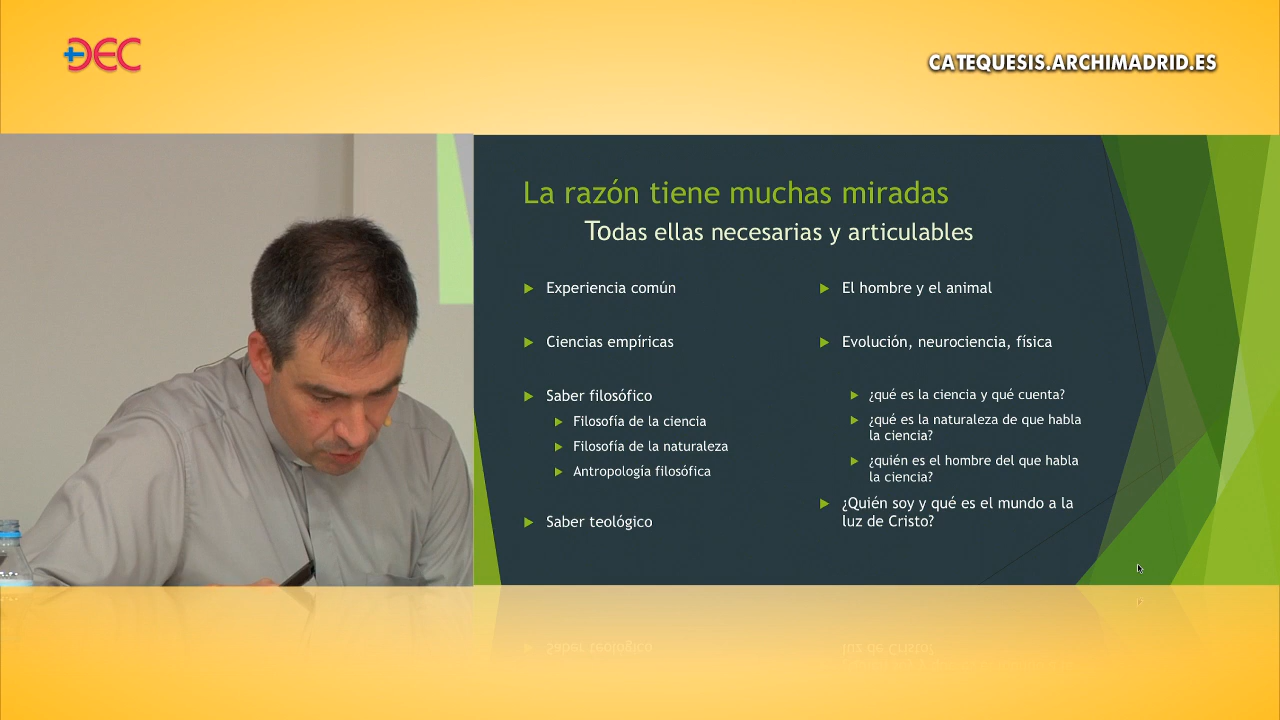 DEC
CATEQUESIS.ARCHIMADRID.ES
La razón tiene muchas miradas
Todas ellas necesarias y articulables
Experiencia común
Ciencias empíricas
Saber filosófico
Filosofía de la ciencia
Filosofía de la naturaleza
Antropología filosófica
Saber teológico
El hombre y el animal
Evolución, neurociencia, física
¿qué es la ciencia y qué cuenta?
¿qué es la naturaleza de que habla
la ciencia?
¿quién es el hombre del que habla
la ciencia?
¿Quién soy y qué es el mundo a la
luz de Cristo?